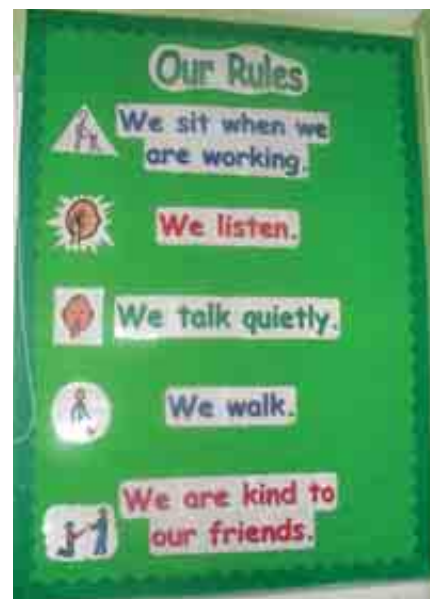 Our Rules
We sit when we
are working.
We listen.
We talk quietly.
We walk.
We are kind to
our friends.